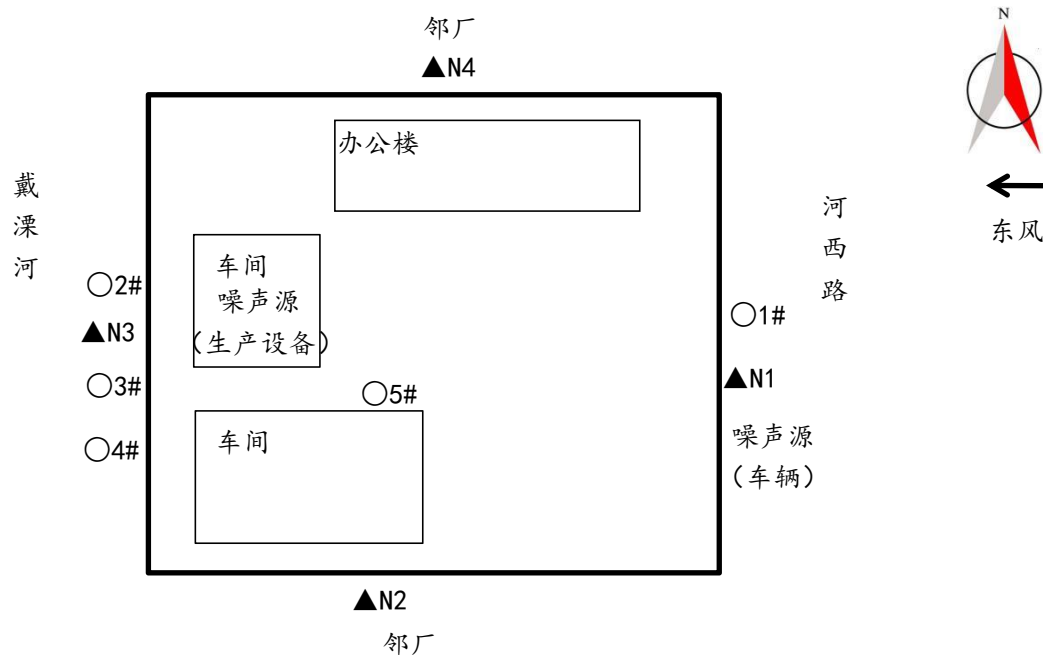 邻厂
▲N4
N
办公楼
戴
溧
河
河
西
路
东风
车间
噪声源
(生产设备)
○2#
○1#
▲N3
○3#
▲N1
○5#
○4#
车间
噪声源
(车辆)
▲N2
邻厂